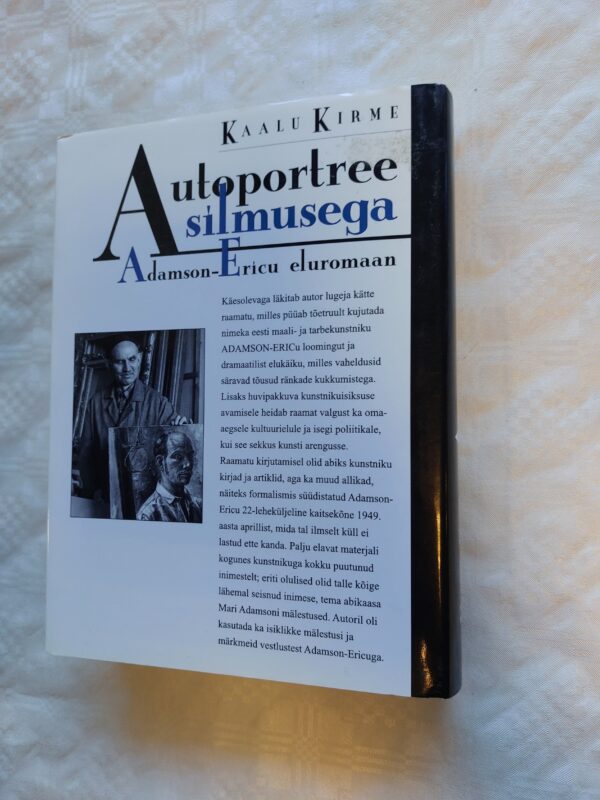 KAALU KIRME
Autoportree
silmusega
Adamson-Ericu eluromaan
Käesolevaga läkitab autor lugeja kätte
raamatu, milles püüab tõetruult kujutada
nimeka eesti maali- ja tarbekunstniku
ADAMSON-ERICu loomingut ja
dramaatilist elukäiku, milles vaheldusid
säravad tõusud ränkade kukkumistega.
Lisaks huvipakkuva kunstnikuisiksuse
avamisele heidab raamat valgust ka oma-
aegsele kultuurielule ja isegi poliitikale,
kui see sekkus kunsti arengusse.
Raamatu kirjutamisel olid abiks kunstniku
kirjad ja artiklid, aga ka muud allikad,
näiteks formalismis süüdistatud Adamson-
Ericu 22-leheküljeline kaitsekõne 1949.
aasta aprillist, mida tal ilmselt küll ei
lastud ette kanda. Palju elavat materjali
kogunes kunstnikuga kokku puutunud
inimestelt; eriti olulised olid talle kõige
lähemal seisnud inimese, tema abikaasa
Mari Adamsoni mälestused. Autoril oli
kasutada ka isiklikke mälestusi ja
märkmeid vestlustest Adamson-Ericuga.